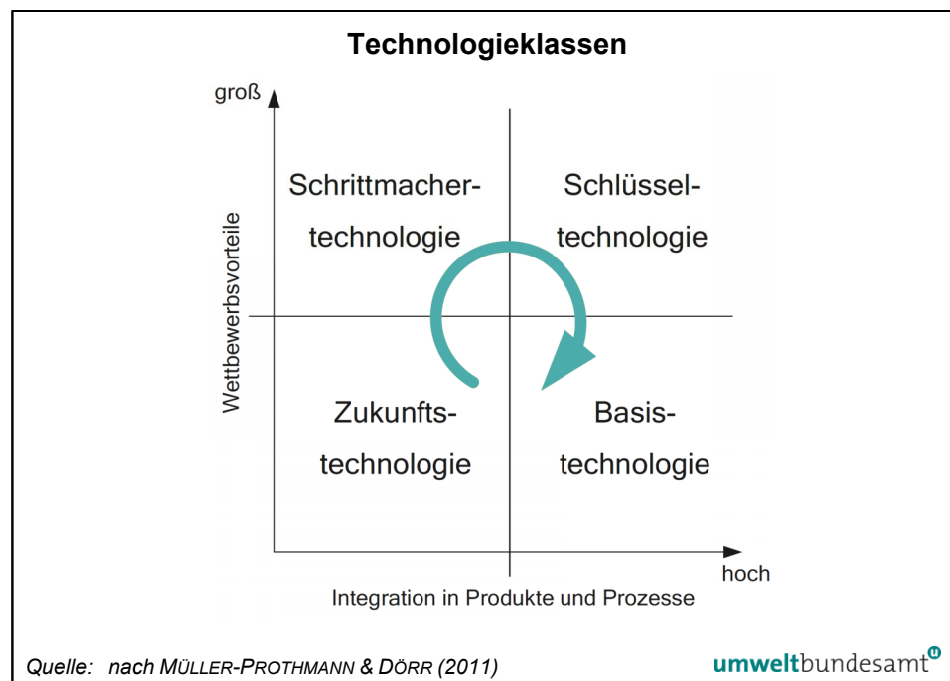 Technologieklassen
groß
Schrittmacher-
technologie
Schlüssel-
technologie
Wettbewerbsvorteile
Zukunfts-
technologie
Basis-
technologie
hoch
Integration in Produkte und Prozesse
Quelle: nach MÜLLER-PROTHMANN & DÖRR (2011)
umweltbundesamt u